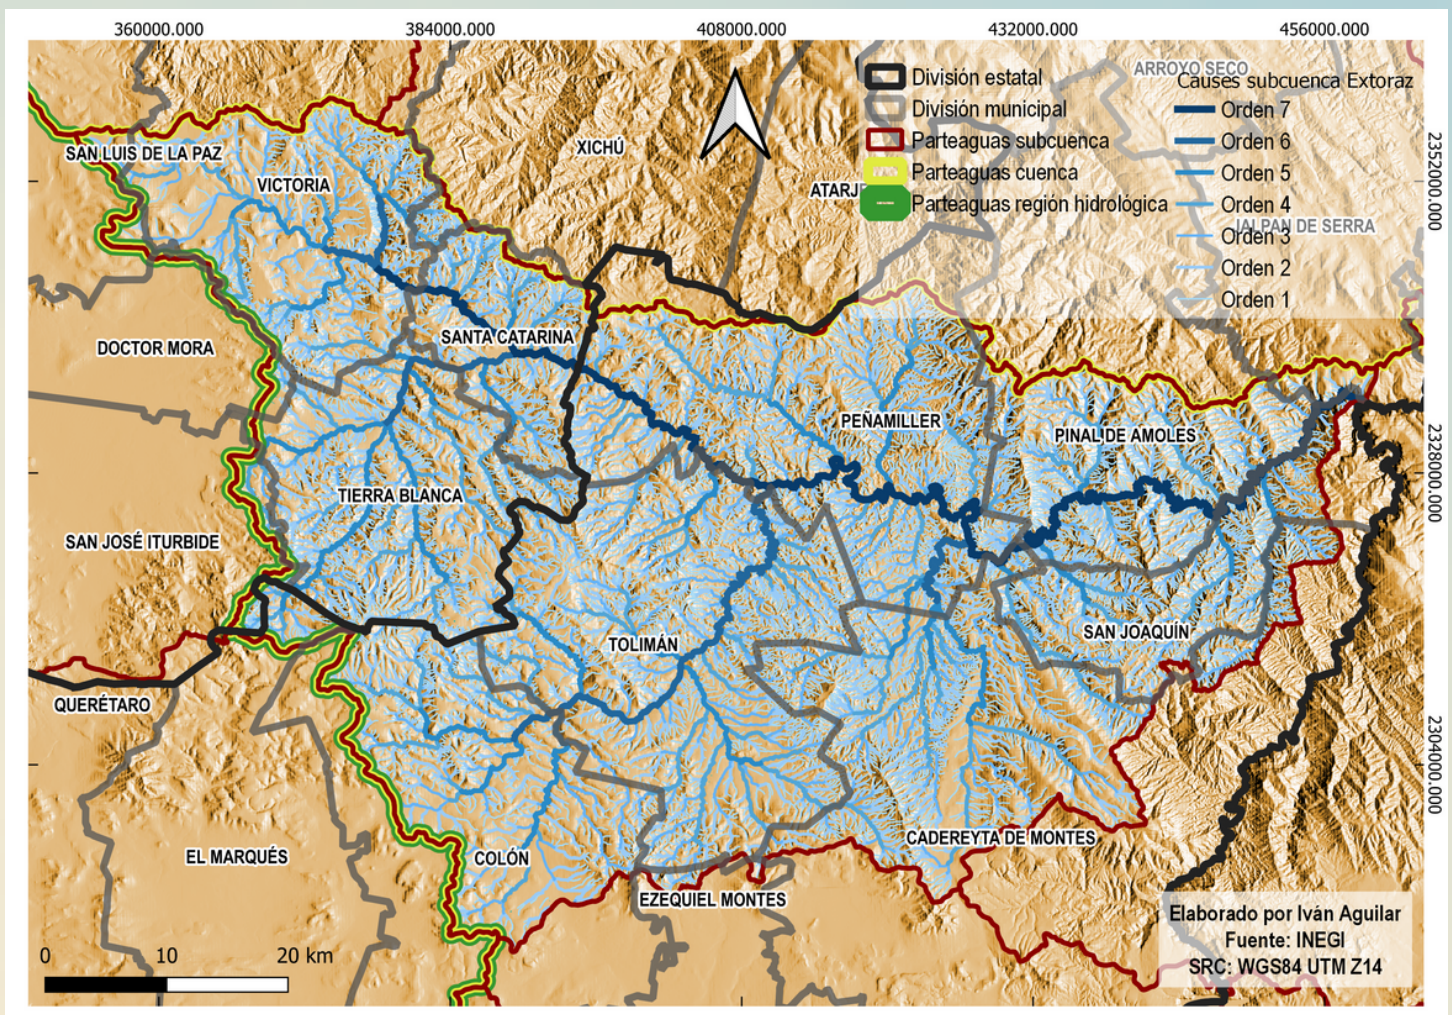 360000.000
384000.000
408000.000
432000.000
456000.000
División estatal
División municipal
Parteaguas subcuenca
Parteaguas cuenca
Parteaguas región hidrológica
Causes subcuenca Extoraz
Orden 7
Orden 6
Orden 5
Orden 4
Orden 3
Orden 2
Orden 1
ARROYO SECO
JALPAN DE SERRA
2352000.000
2328000.000
2304000.000
SAN LUIS DE LA PAZ
VICTORIA
XICHÚ
ATARJE
DOCTOR MORA
SANTA CATARINA
PEÑAMILLER
PINAL DE AMOLES
TIERRA BLANCA
SAN JOSÉ ITURBIDE
TOLIMÁN
SAN JOAQUÍN
QUERÉTARO
EL MARQUÉS
COLÓN
CADEREYTA DE MONTES
EZEQUIEL MONTES
0 10 20 km
Elaborado por Iván Aguilar
Fuente: INEGI
SRC: WGS84 UTM Z14